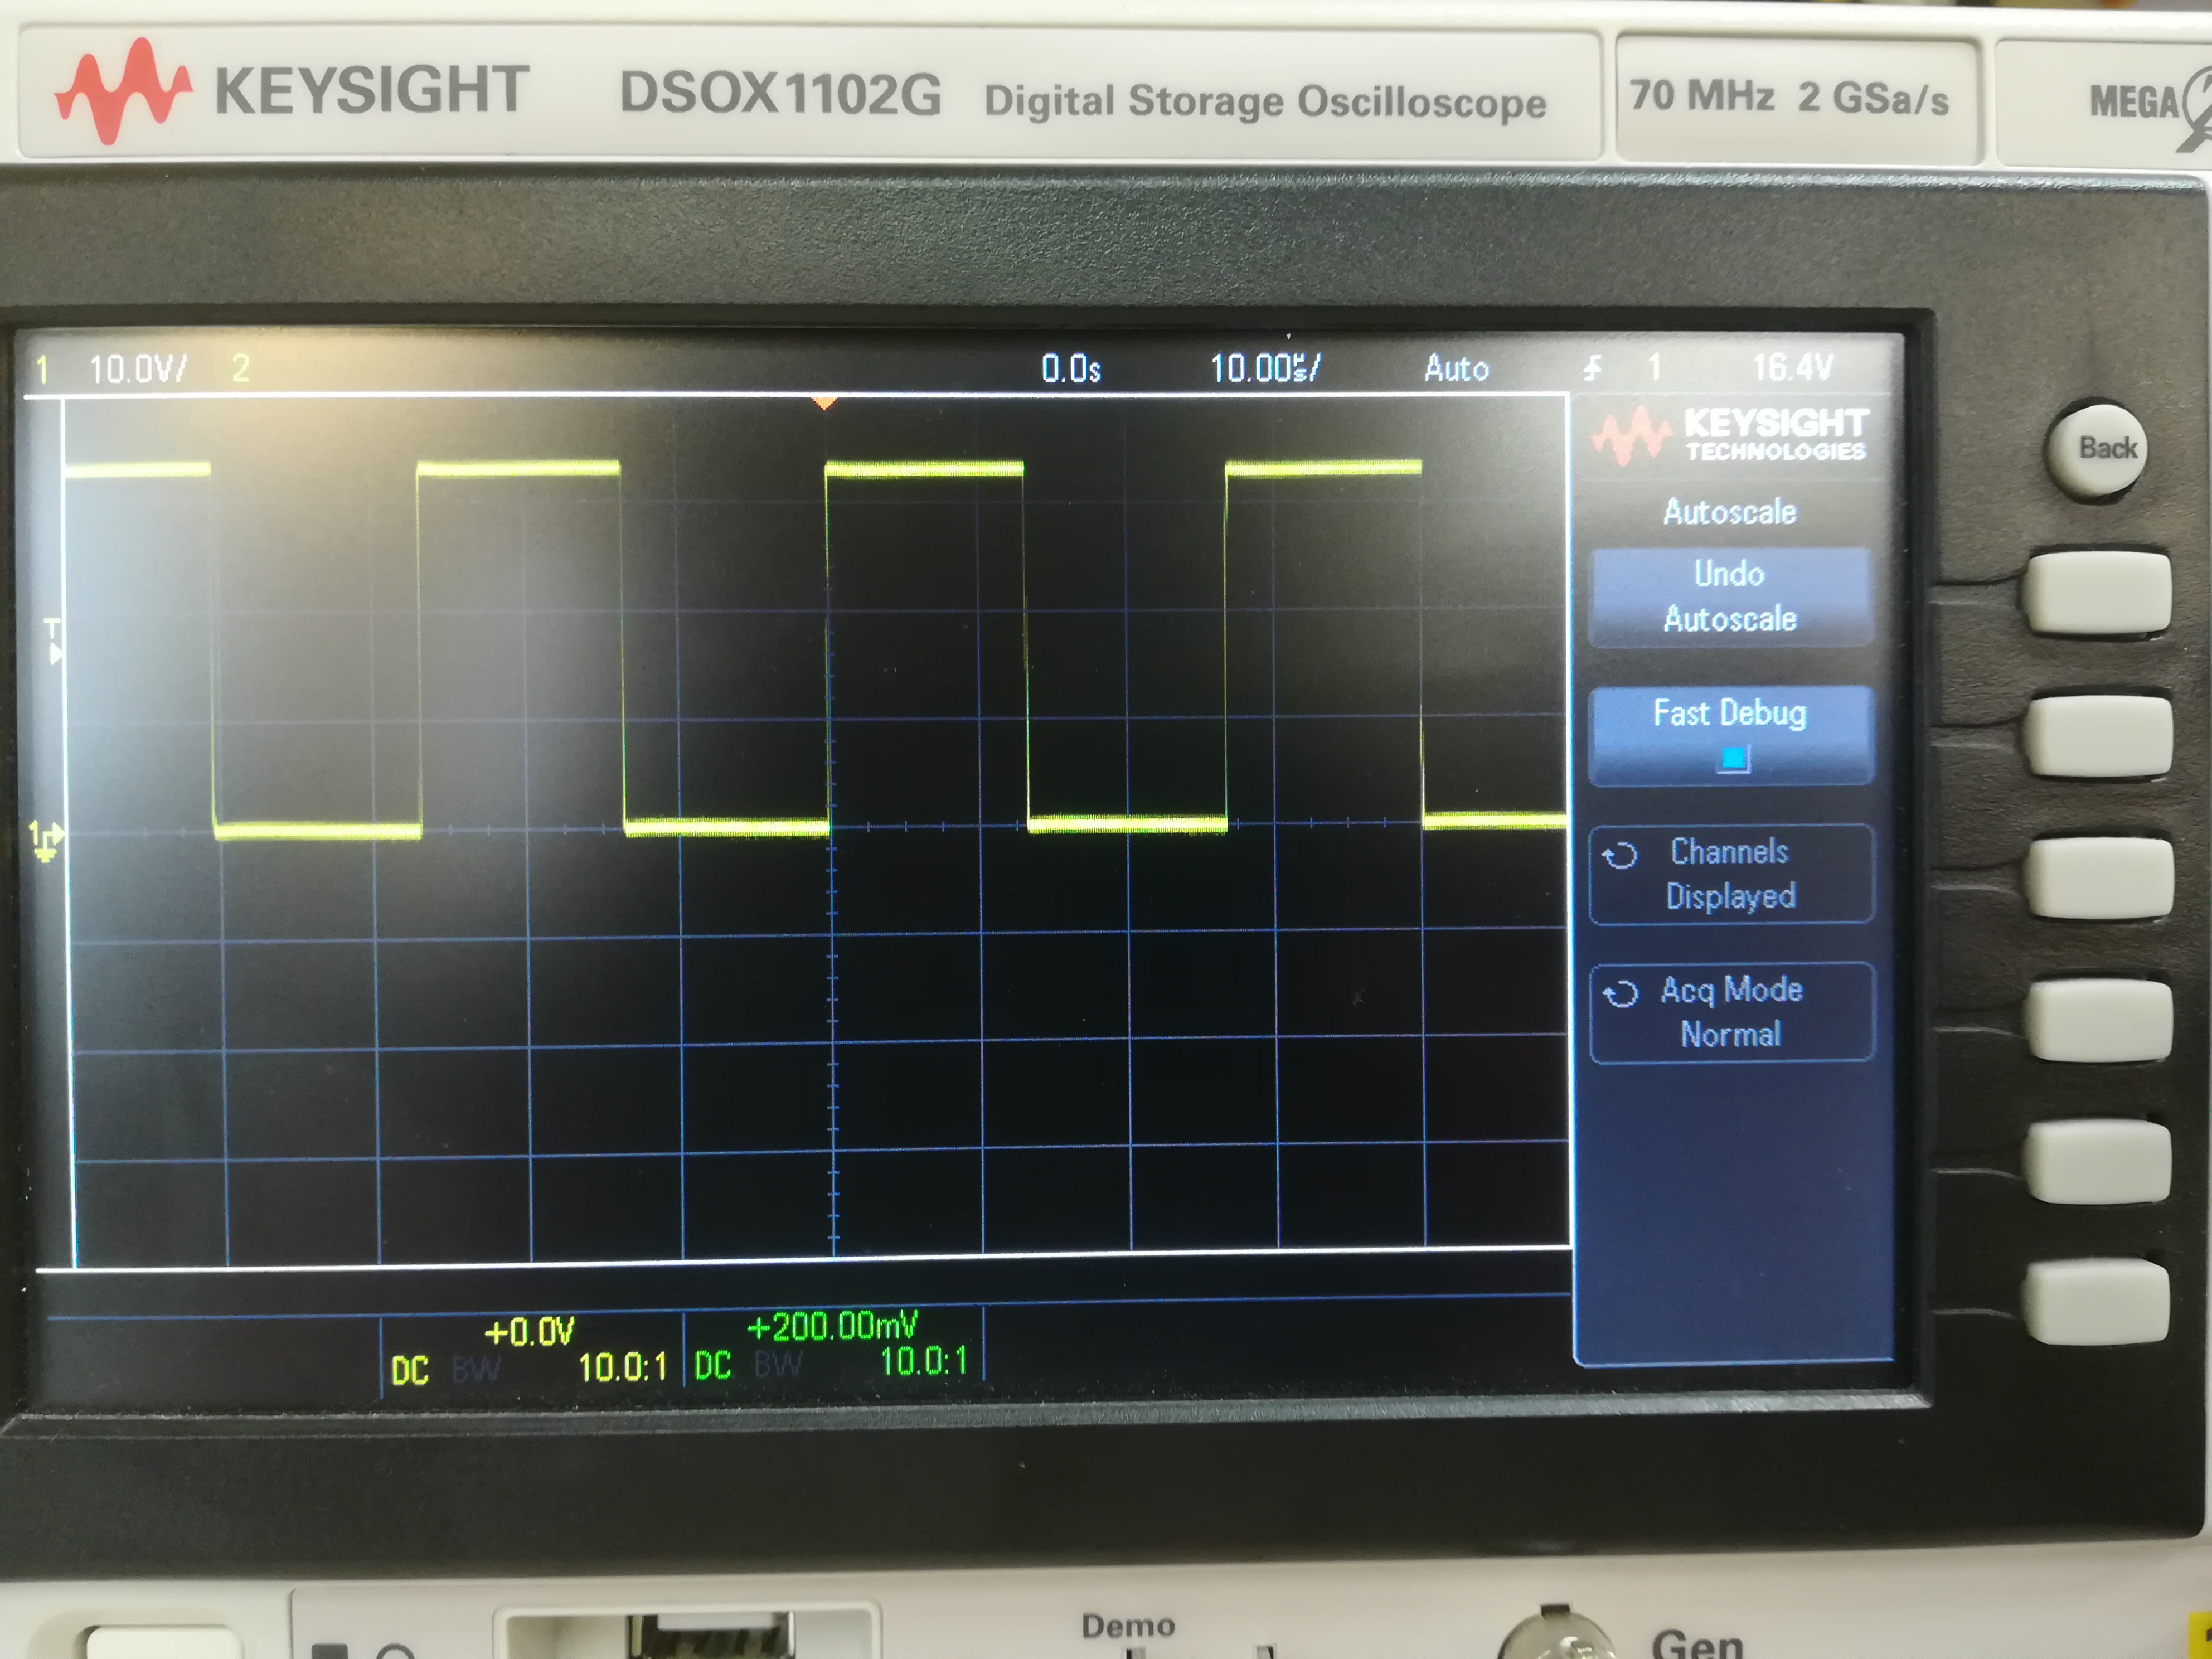 KEYSIGHT DSOX1102G Digital Storage Oscilloscope 70 MHz 2 GSa/s MEGA
1 10.0V/ 2 0.0s 10.00µs/ Auto 1 16.4V
KEYSIGHT
TECHNOLOGIES
Back
Autoscale
Undo
Autoscale
T
Fast Debug
1
Channels
Displayed
Acq Mode
Normal
+0.0V
DC BW 10.0:1
+200.00mV
DC BW 10.0:1
Demo
Gen